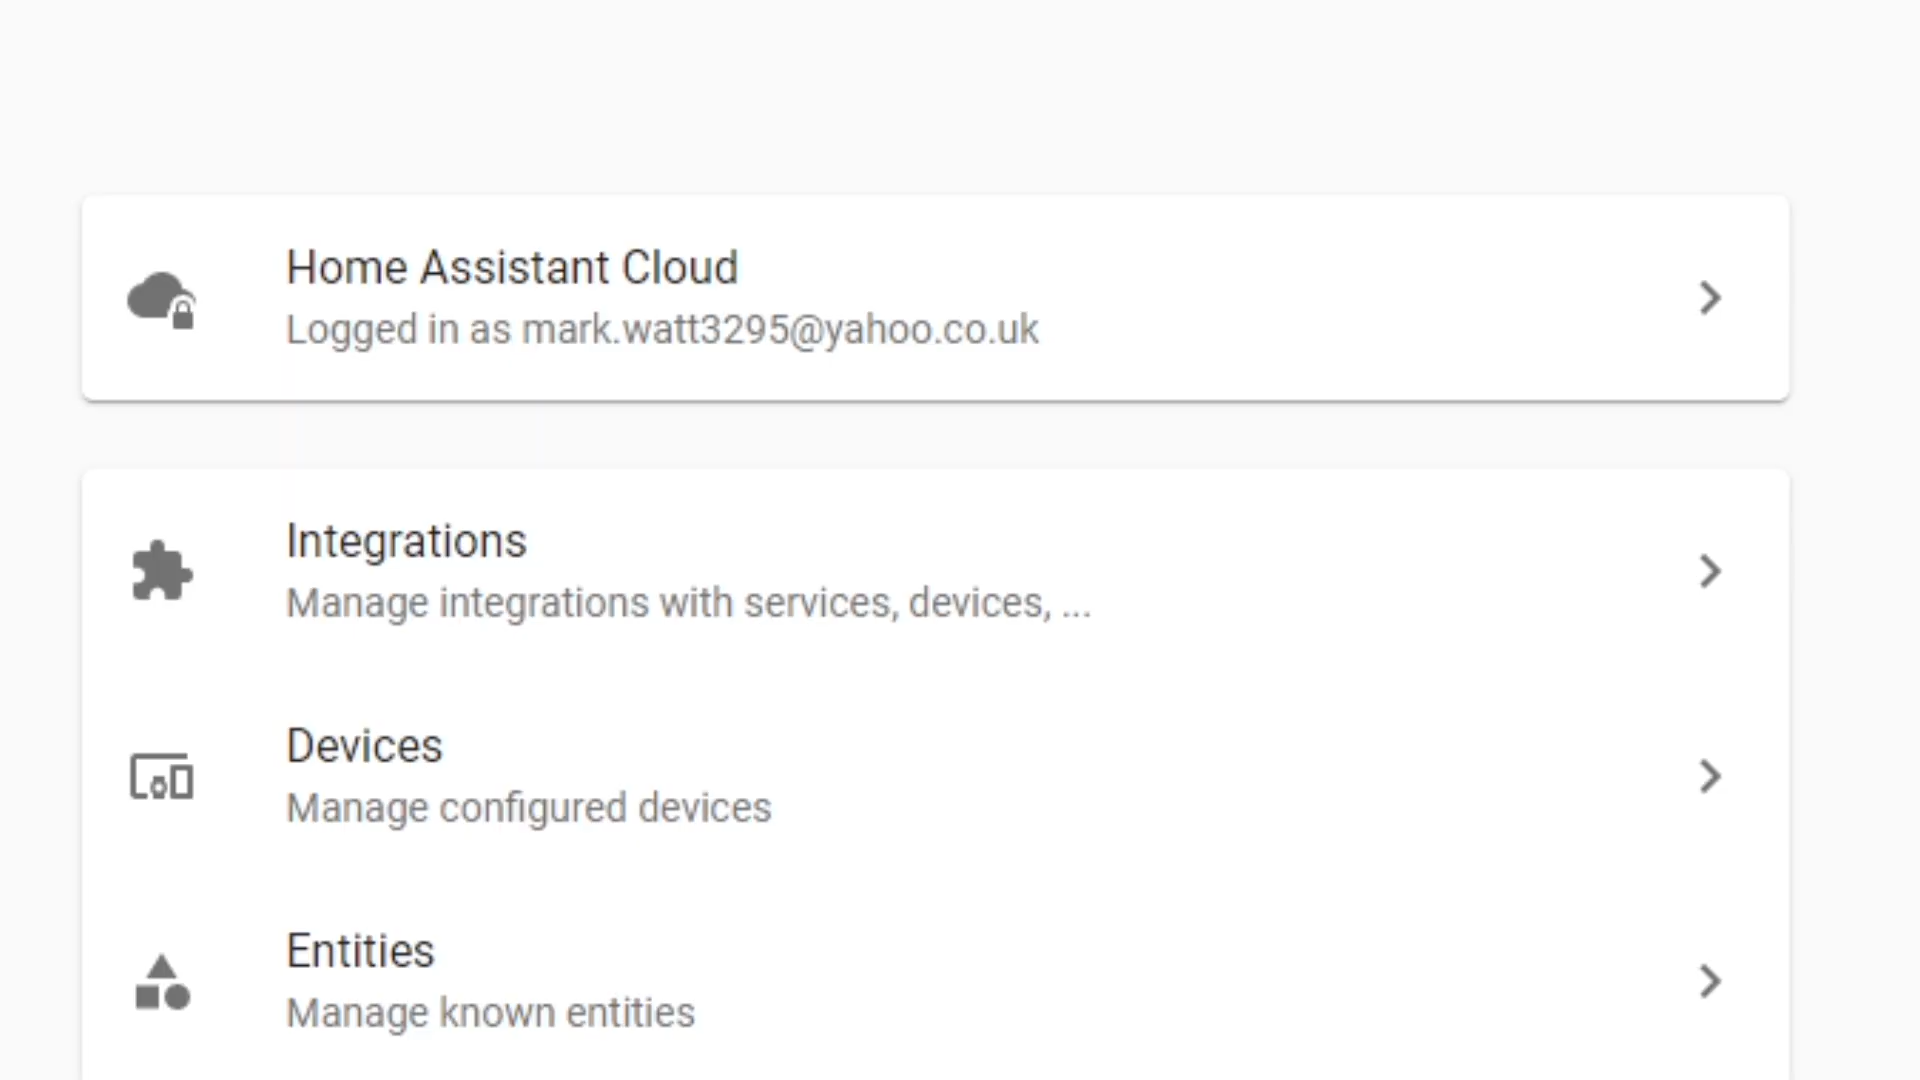 Home Assistant Cloud
Logged in as mark.watt3295@yahoo.co.uk
Integrations
Manage integrations with services, devices, ...
Devices
Manage configured devices
Entities
Manage known entities